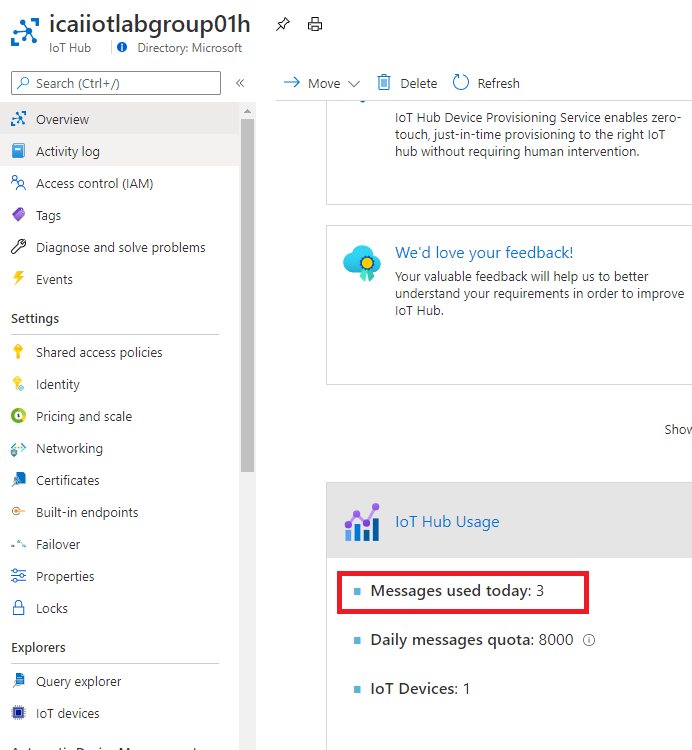 icaiiotlabgroup01h
IoT Hub
Directory: Microsoft
Search (Ctrl+/)
«
Overview
Activity log
Access control (IAM)
Tags
Diagnose and solve problems
Events
Settings
Shared access policies
Identity
Pricing and scale
Networking
Certificates
Built-in endpoints
Failover
Properties
Locks
Explorers
Query explorer
IoT devices
Move
Delete
Refresh
IoT Hub Device Provisioning Service enables zero-
touch, just-in-time provisioning to the right IoT
hub without requiring human intervention.
We'd love your feedback!
Your valuable feedback will help us to better
understand your requirements in order to improve
IoT Hub.
Show
IoT Hub Usage
Messages used today: 3
Daily messages quota: 8000
IoT Devices: 1